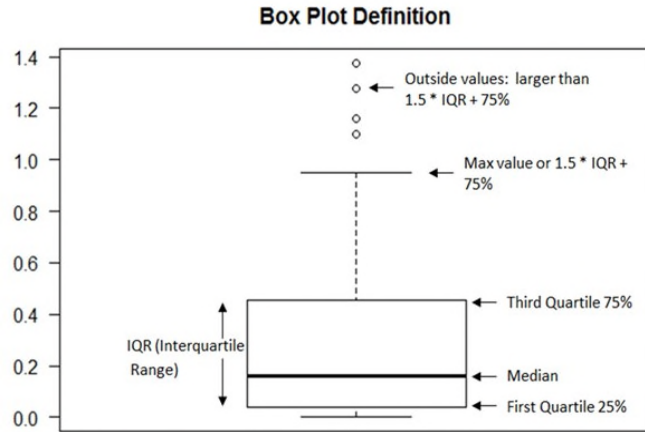 Box Plot Definition
1.4
1.2
1.0
0.8
0.6
0.4
0.2
0.0
Outside values: larger than
1.5 * IQR + 75%
Max value or 1.5 * IQR +
75%
Third Quartile 75%
IQR (Interquartile
Range)
Median
First Quartile 25%